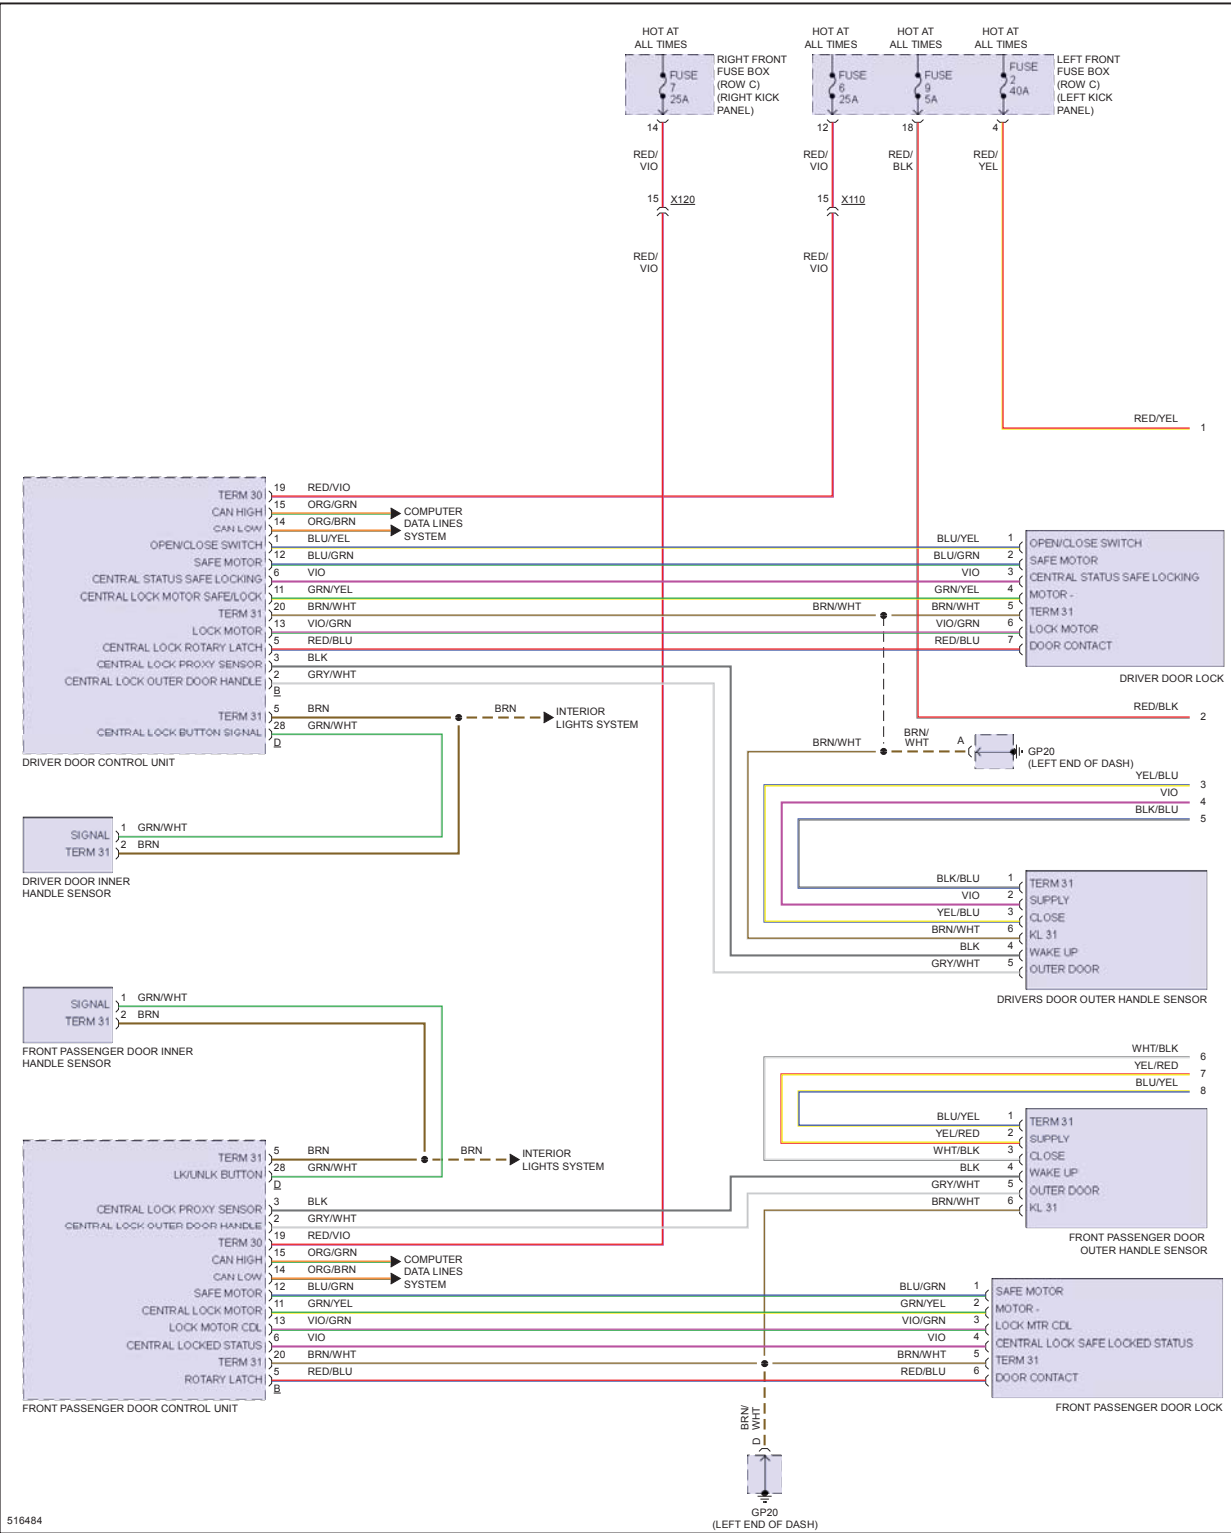 HOT AT
ALL TIMES
HOT AT
ALL TIMES
HOT AT
ALL TIMES
HOT AT
ALL TIMES
FUSE
7
25A
RIGHT FRONT
FUSE BOX
(ROW C)
(RIGHT KICK
PANEL)
FUSE
6
25A
FUSE
9
5A
FUSE
2
40A
LEFT FRONT
FUSE BOX
(ROW C)
(LEFT KICK
PANEL)
14
12
18
4
RED/
VIO
RED/
VIO
RED/
BLK
RED/
YEL
15 X120
15 X110
RED/
VIO
RED/
VIO
RED/YEL 1
TERM 30 19 RED/VIO
CAN HIGH 15 ORG/GRN
CAN LOW 14 ORG/BRN
COMPUTER
DATA LINES
SYSTEM
OPEN/CLOSE SWITCH 1 BLU/YEL
SAFE MOTOR 12 BLU/GRN
CENTRAL STATUS SAFE LOCKING 6 VIO
CENTRAL LOCK MOTOR SAFE/LOCK 11 GRN/YEL
TERM 31 20 BRN/WHT
LOCK MOTOR 13 VIO/GRN
CENTRAL LOCK ROTARY LATCH 5 RED/BLU
CENTRAL LOCK PROXY SENSOR 3 BLK
CENTRAL LOCK OUTER DOOR HANDLE 2 GRY/WHT
B
TERM 31 5 BRN
CENTRAL LOCK BUTTON SIGNAL 28 GRN/WHT
D
DRIVER DOOR CONTROL UNIT
BRN
INTERIOR
LIGHTS SYSTEM
BRN/WHT
BLU/YEL 1 OPEN/CLOSE SWITCH
BLU/GRN 2 SAFE MOTOR
VIO 3 CENTRAL STATUS SAFE LOCKING
GRN/YEL 4 MOTOR -
BRN/WHT 5 TERM 31
VIO/GRN 6 LOCK MOTOR
RED/BLU 7 DOOR CONTACT
DRIVER DOOR LOCK
RED/BLK 2
BRN/WHT
BRN/
WHT
A
GP20
(LEFT END OF DASH)
YEL/BLU 3
VIO 4
BLK/BLU 5
SIGNAL 1 GRN/WHT
TERM 31 2 BRN
DRIVER DOOR INNER
HANDLE SENSOR
BLK/BLU 1 TERM 31
VIO 2 SUPPLY
YEL/BLU 3 CLOSE
BRN/WHT 6 KL 31
BLK 4 WAKE UP
GRY/WHT 5 OUTER DOOR
DRIVERS DOOR OUTER HANDLE SENSOR
SIGNAL 1 GRN/WHT
TERM 31 2 BRN
FRONT PASSENGER DOOR INNER
HANDLE SENSOR
WHT/BLK 6
YEL/RED 7
BLU/YEL 8
BLU/YEL 1 TERM 31
YEL/RED 2 SUPPLY
WHT/BLK 3 CLOSE
BLK 4 WAKE UP
GRY/WHT 5 OUTER DOOR
BRN/WHT 6 KL 31
FRONT PASSENGER DOOR
OUTER HANDLE SENSOR
TERM 31 5 BRN
LK/UNLK BUTTON 28 GRN/WHT
D
BRN
INTERIOR
LIGHTS SYSTEM
CENTRAL LOCK PROXY SENSOR 3 BLK
CENTRAL LOCK OUTER DOOR HANDLE 2 GRY/WHT
TERM 30 19 RED/VIO
CAN HIGH 15 ORG/GRN
CAN LOW 14 ORG/BRN
COMPUTER
DATA LINES
SYSTEM
SAFE MOTOR 12 BLU/GRN
CENTRAL LOCK MOTOR 11 GRN/YEL
LOCK MOTOR CDL 13 VIO/GRN
CENTRAL LOCKED STATUS 6 VIO
TERM 31 20 BRN/WHT
ROTARY LATCH 5 RED/BLU
B
FRONT PASSENGER DOOR CONTROL UNIT
BLU/GRN 1 SAFE MOTOR
GRN/YEL 2 MOTOR -
VIO/GRN 3 LOCK MTR CDL
VIO 4 CENTRAL LOCK SAFE LOCKED STATUS
BRN/WHT 5 TERM 31
RED/BLU 6 DOOR CONTACT
FRONT PASSENGER DOOR LOCK
BRN/
WHT
D
GP20
(LEFT END OF DASH)
516484